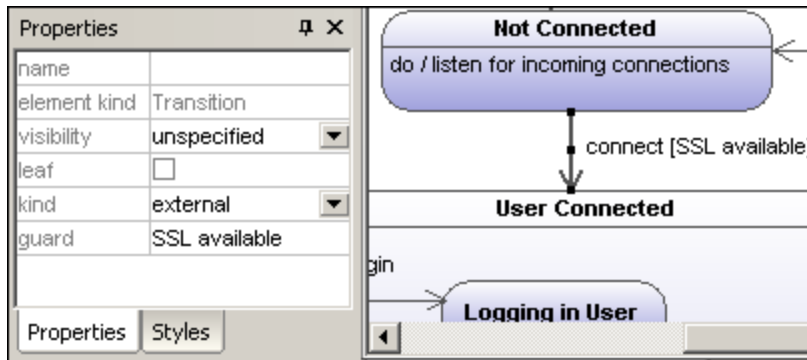 Properties
name
element kind Transition
visibility unspecified
leaf
kind external
guard SSL available
Properties Styles
Not Connected
do / listen for incoming connections
connect [SSL available]
User Connected
gin
Logging in User